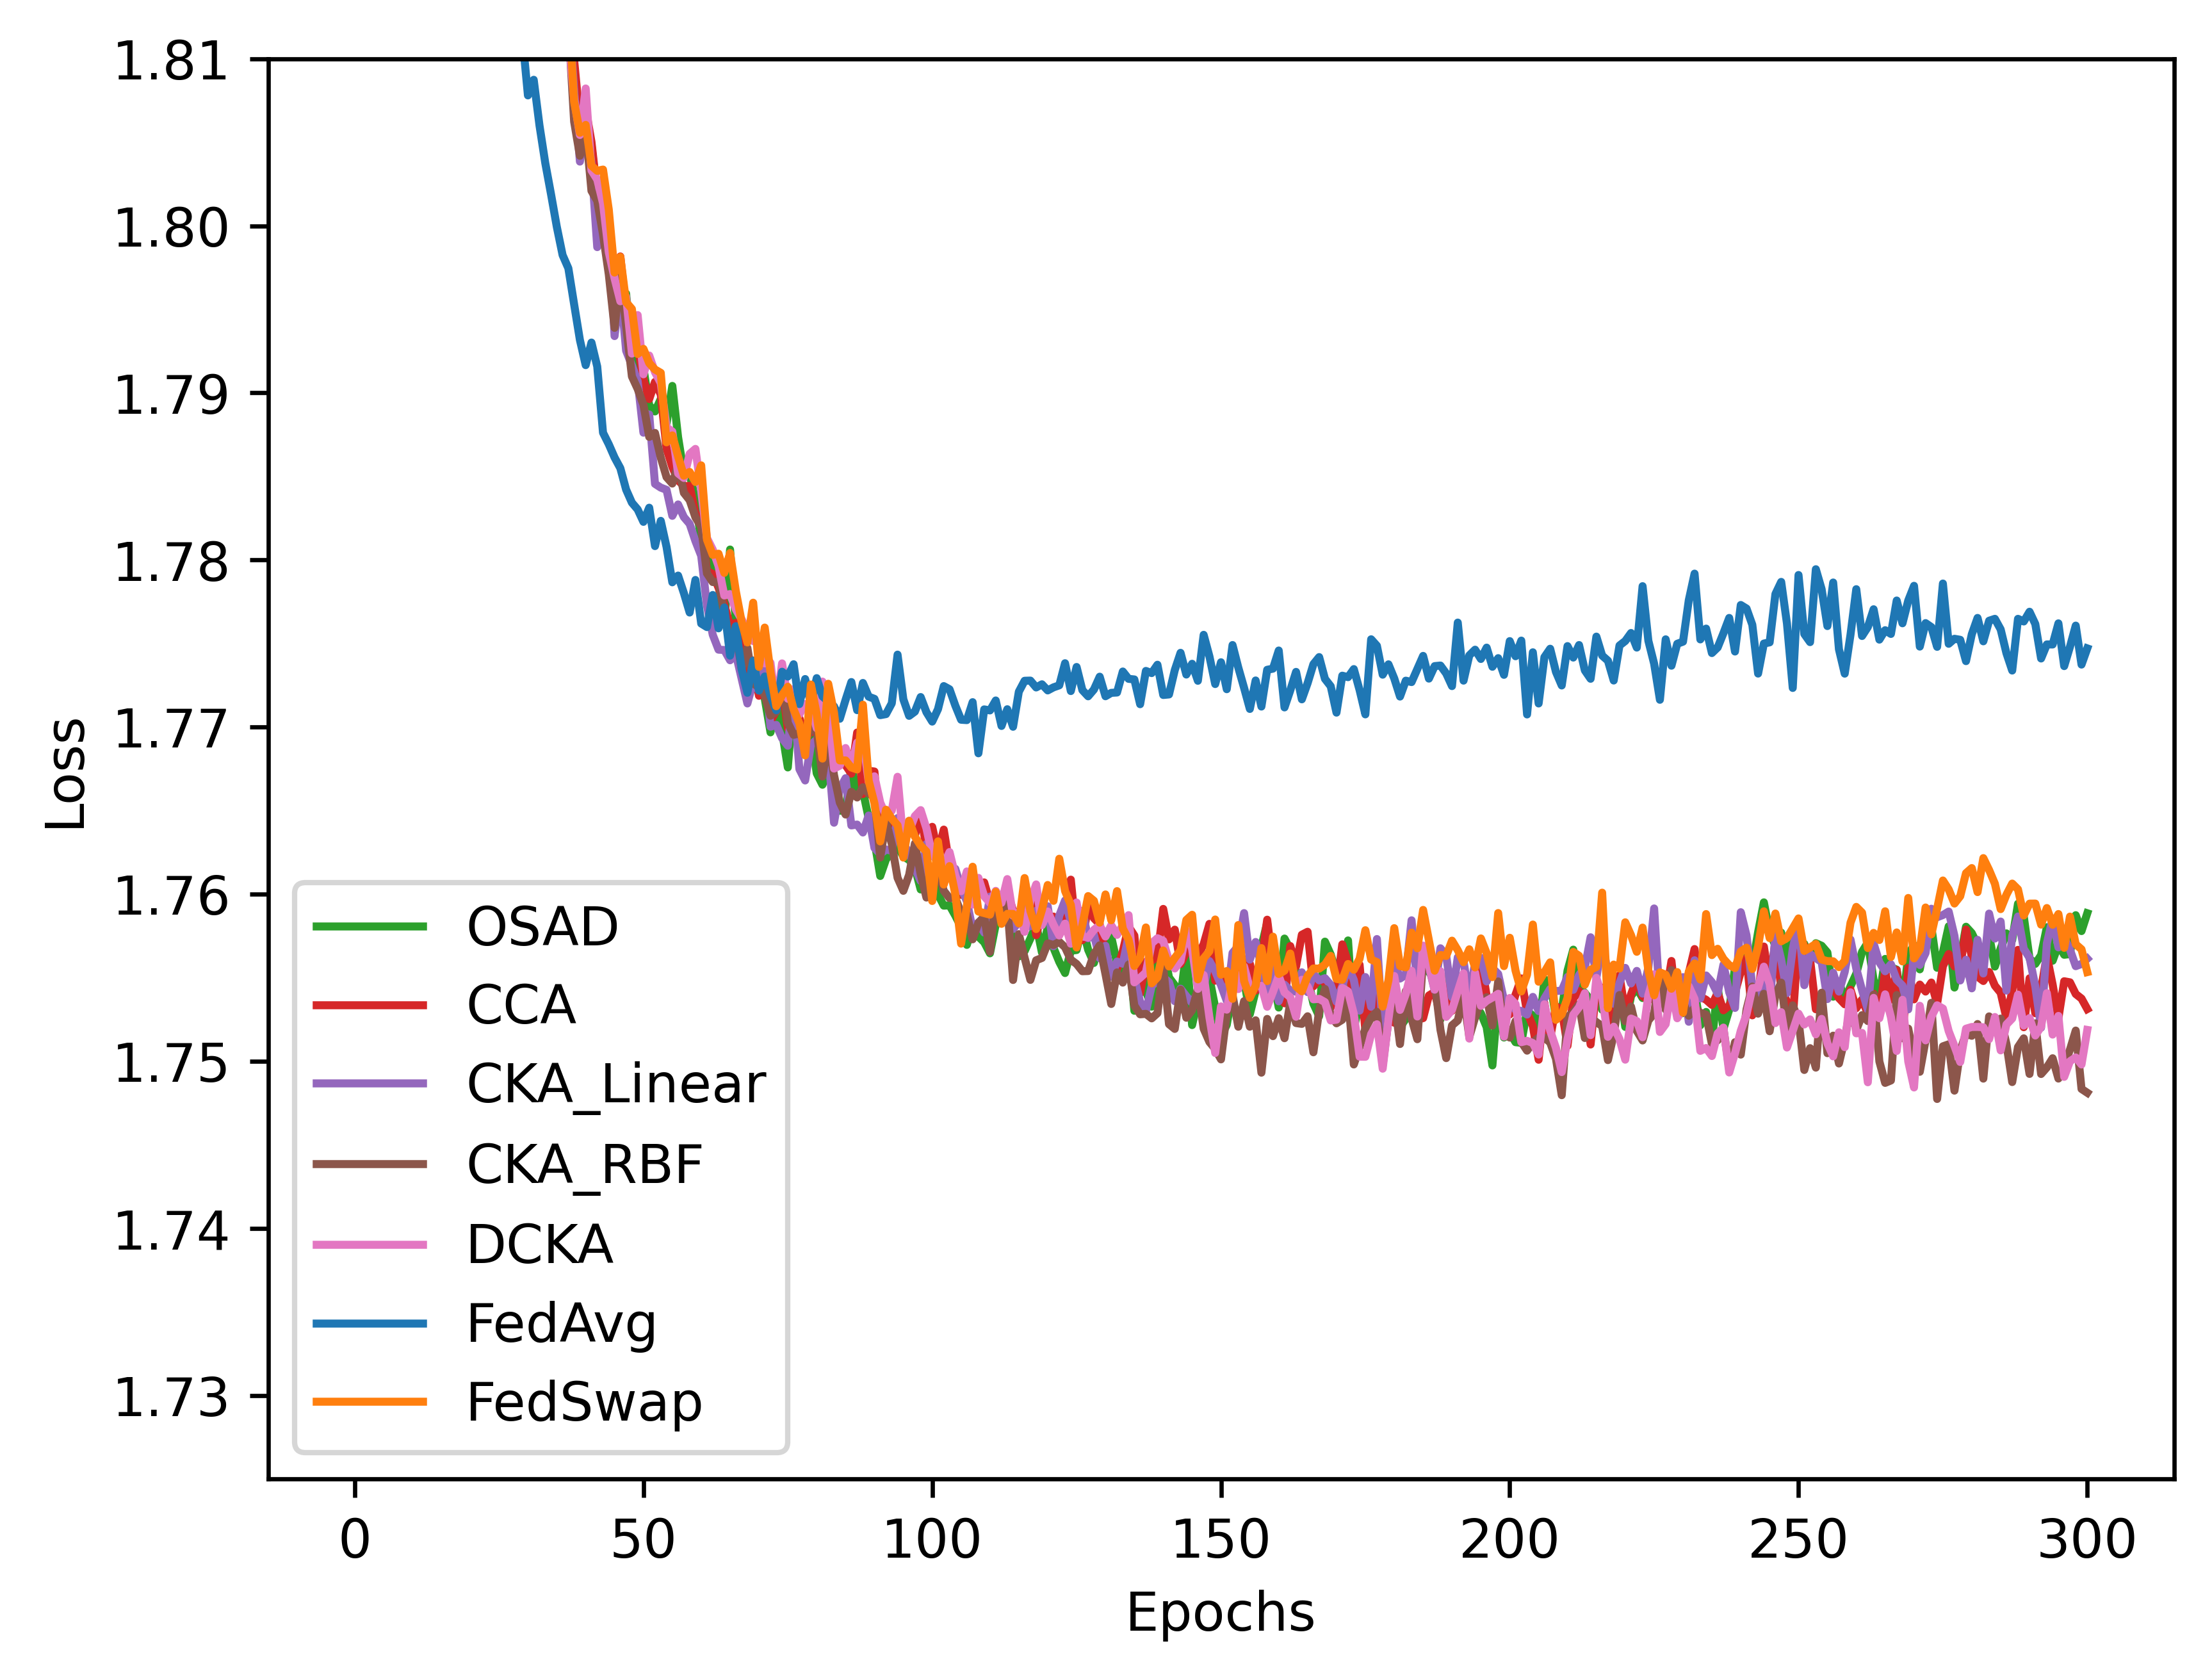 1.81
1.80
1.79
1.78
1.77
1.76
1.75
1.74
1.73
Loss
OSAD
CCA
CKA_Linear
CKA_RBF
DCKA
FedAvg
FedSwap
0 50 100 150 200 250 300
Epochs